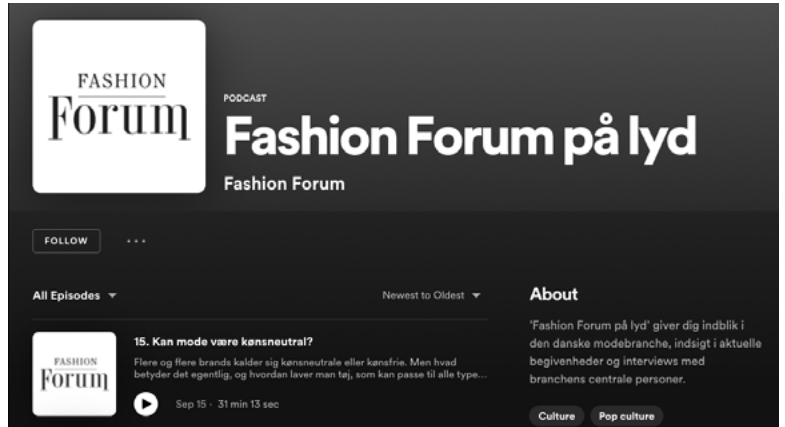 FASHION
Forum
PODCAST
Fashion Forum på lyd
Fashion Forum
FOLLOW
All Episodes
Newest to Oldest
FASHION
Forum
15. Kan mode være kønsneutral?
Flere og flere brands kalder sig kønsneutrale eller kønsfrie. Men hvad
betyder det egentlig, og hvordan laver man tøj, som kan passe til alle type...
Sep 15 · 31 min 13 sec
About
'Fashion Forum på lyd' giver dig indblik i
den danske modebranche, indsigt i aktuelle
begivenheder og interviews med
branchens centrale personer.
Culture
Pop culture